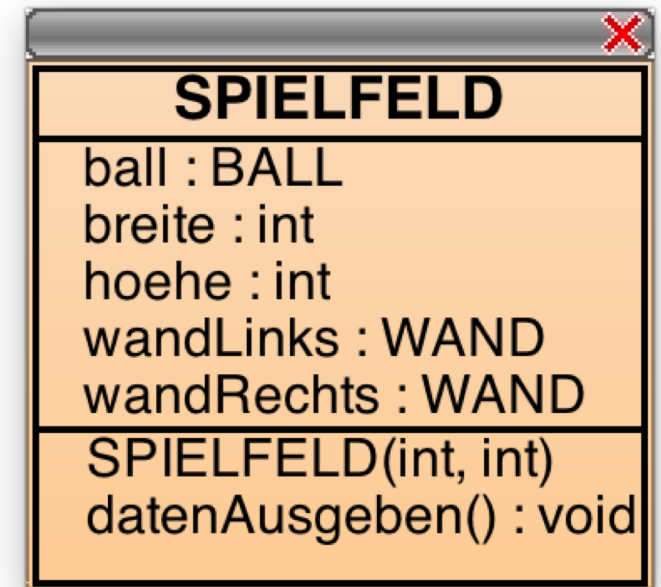 SPIELFELD
ball : BALL
breite : int
hoehe : int
wandLinks : WAND
wandRechts : WAND
SPIELFELD(int, int)
datenAusgeben() : void